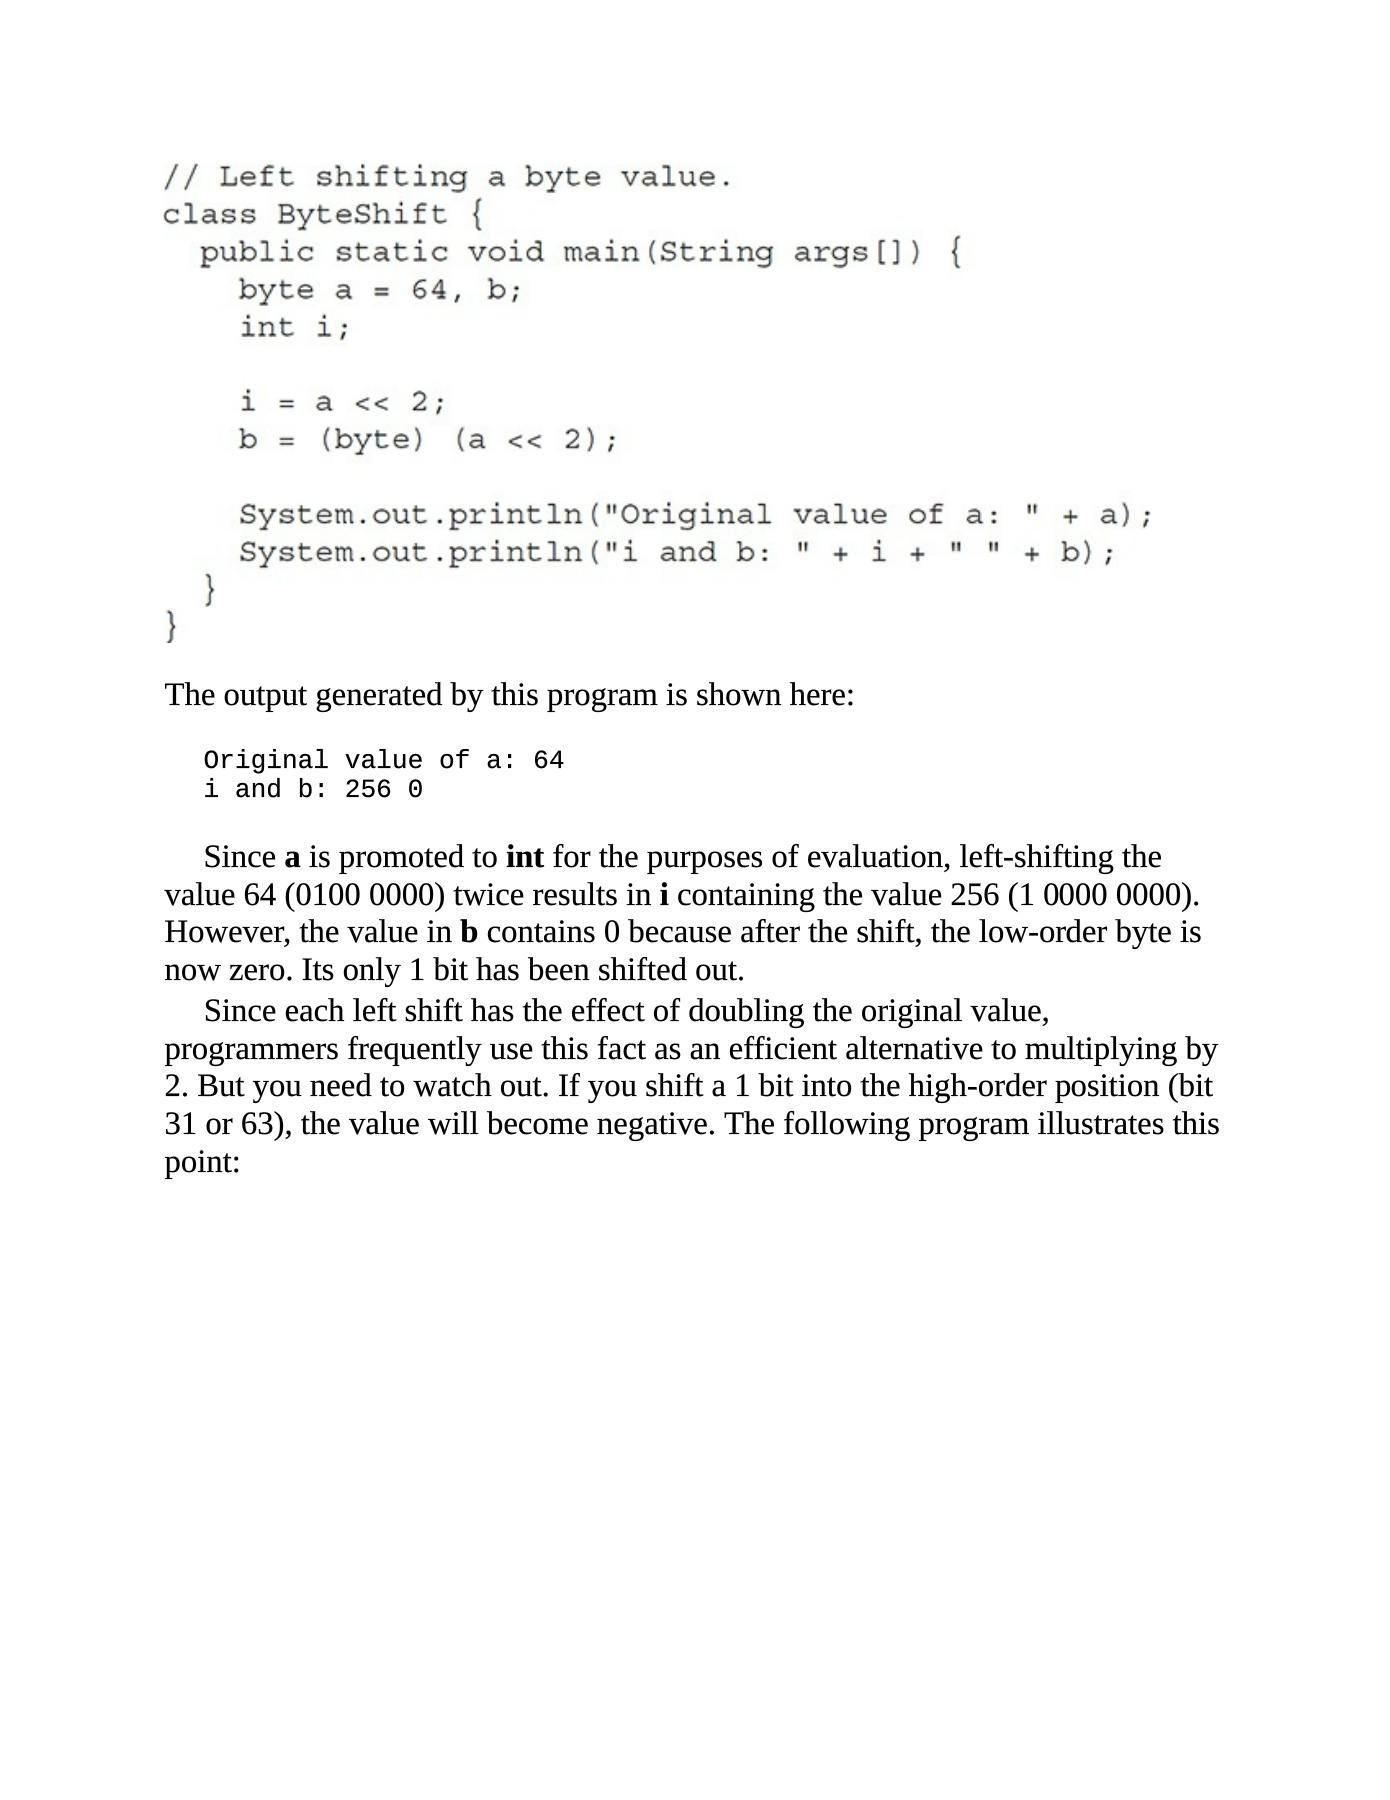 // Left shifting a byte value.
class ByteShift {
  public static void main(String args[]) {
    byte a = 64, b;
    int i;

    i = a << 2;
    b = (byte) (a << 2);

    System.out.println("Original value of a: " + a);
    System.out.println("i and b: " + i + " " + b);
  }
}
The output generated by this program is shown here:
Original value of a: 64
i and b: 256 0
Since a is promoted to int for the purposes of evaluation, left-shifting the
value 64 (0100 0000) twice results in i containing the value 256 (1 0000 0000).
However, the value in b contains 0 because after the shift, the low-order byte is
now zero. Its only 1 bit has been shifted out.
Since each left shift has the effect of doubling the original value,
programmers frequently use this fact as an efficient alternative to multiplying by
2. But you need to watch out. If you shift a 1 bit into the high-order position (bit
31 or 63), the value will become negative. The following program illustrates this
point: